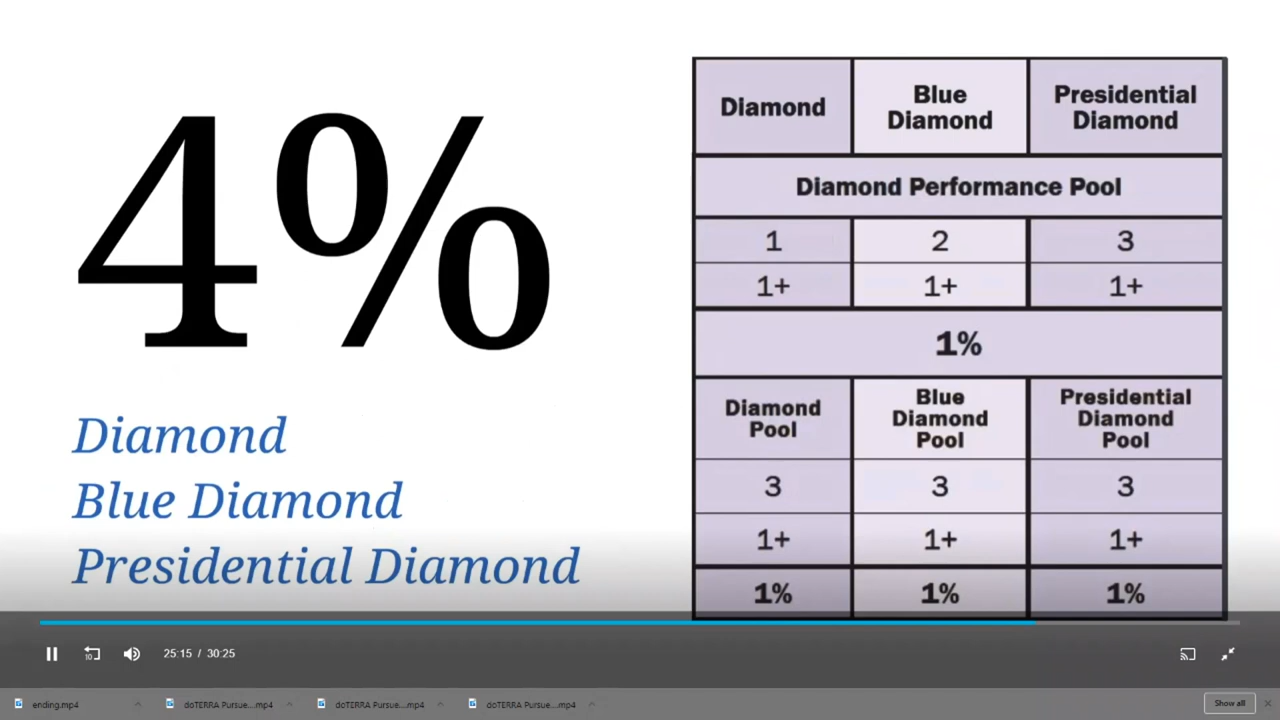 4%
Diamond
Blue Diamond
Presidential Diamond
Diamond
Blue
Diamond
Presidential
Diamond
Diamond Performance Pool
1 2 3
1+ 1+ 1+
1%
Diamond
Pool
Blue
Diamond
Pool
Presidential
Diamond
Pool
3 3 3
1+ 1+ 1+
1% 1% 1%
10
25:15 / 30:25
ending.mp4 doTERRA Pursue....mp4 doTERRA Pursue....mp4 doTERRA Pursue....mp4 Show all